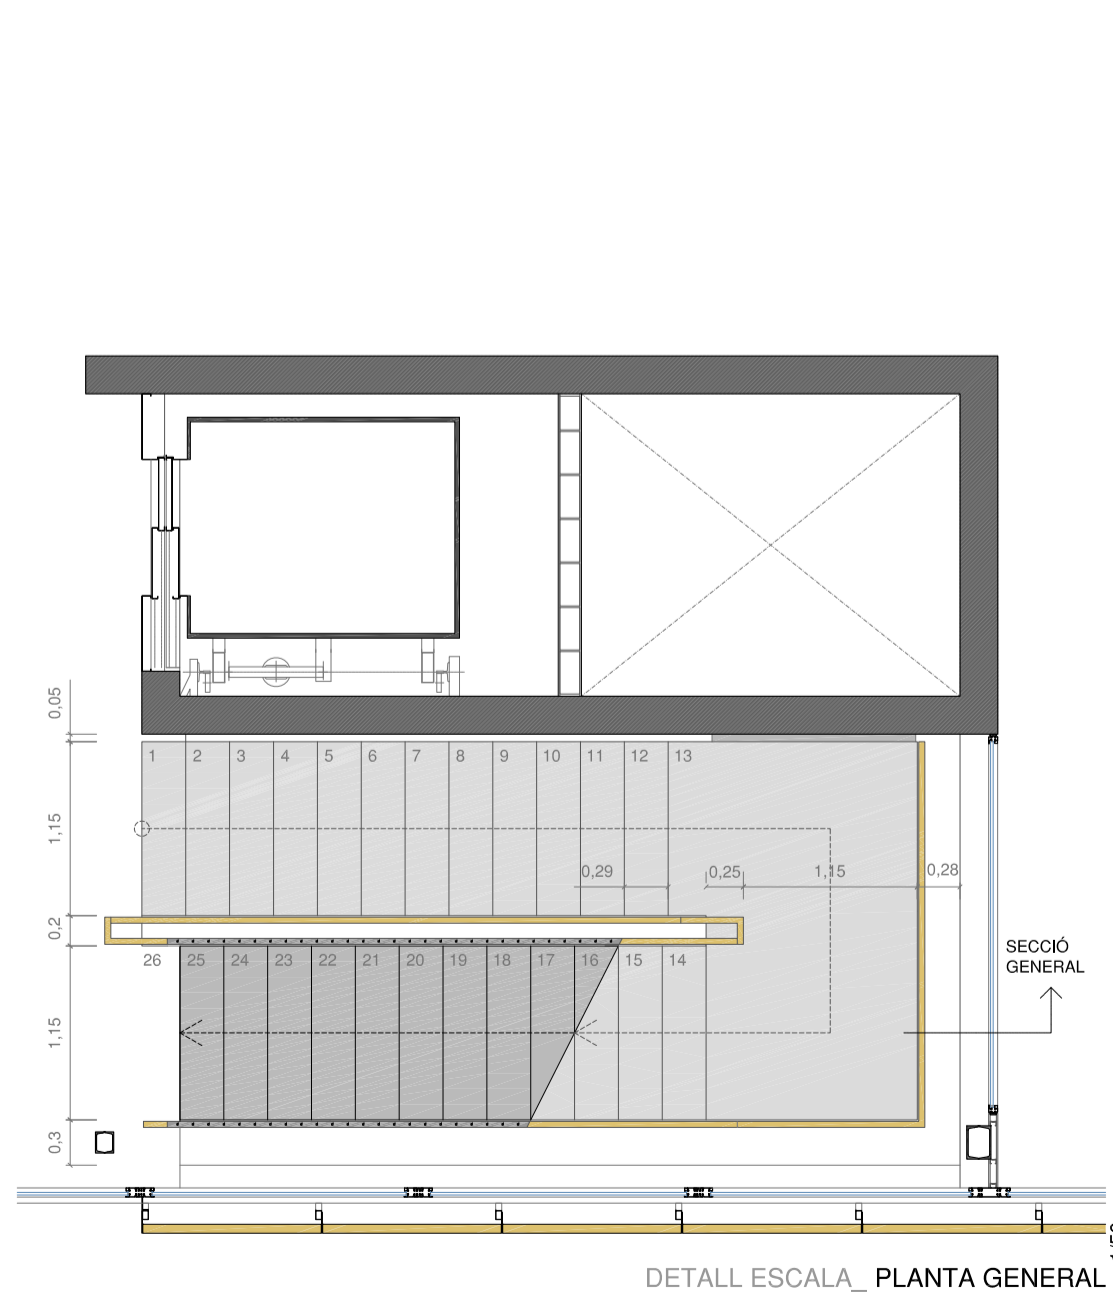 0,05
1 2 3 4 5 6 7 8 9 10 11 12 13
1,15
0,29 0,25 1,15 0,28
0,2
26 25 24 23 22 21 20 19 18 17 16 15 14
SECCIÓ
GENERAL
1,15
0,3
DETALL ESCALA_ PLANTA GENERAL